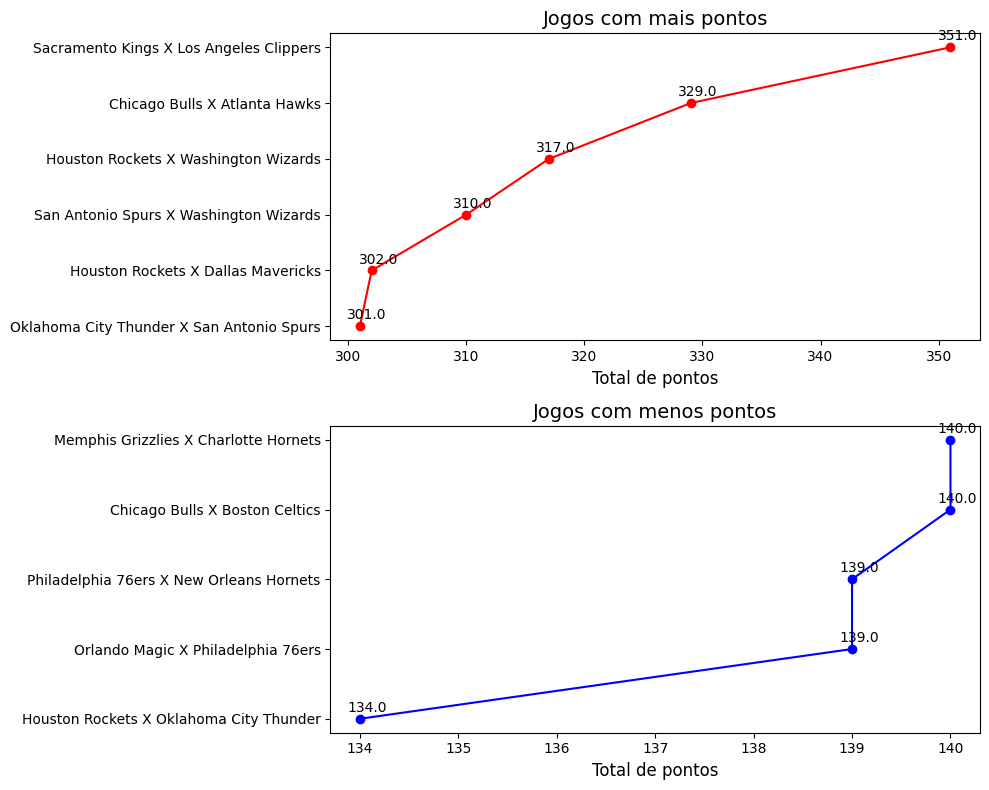 Jogos com mais pontos
Sacramento Kings X Los Angeles Clippers
351.0
Chicago Bulls X Atlanta Hawks
329.0
Houston Rockets X Washington Wizards
317.0
San Antonio Spurs X Washington Wizards
310.0
Houston Rockets X Dallas Mavericks
302.0
Oklahoma City Thunder X San Antonio Spurs
301.0
300 310 320 330 340 350
Total de pontos
Jogos com menos pontos
Memphis Grizzlies X Charlotte Hornets
140.0
Chicago Bulls X Boston Celtics
140.0
Philadelphia 76ers X New Orleans Hornets
139.0
Orlando Magic X Philadelphia 76ers
139.0
Houston Rockets X Oklahoma City Thunder
134.0
134 135 136 137 138 139 140
Total de pontos